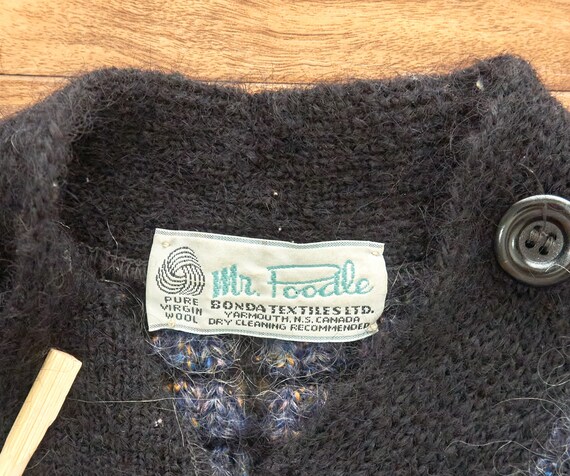 Mr. Foodle
PURE
VIRGIN
WOOL
BONDA TEXTILES LTD.
YARMOUTH, N.S. CANADA
DRY CLEANING RECOMMENDED